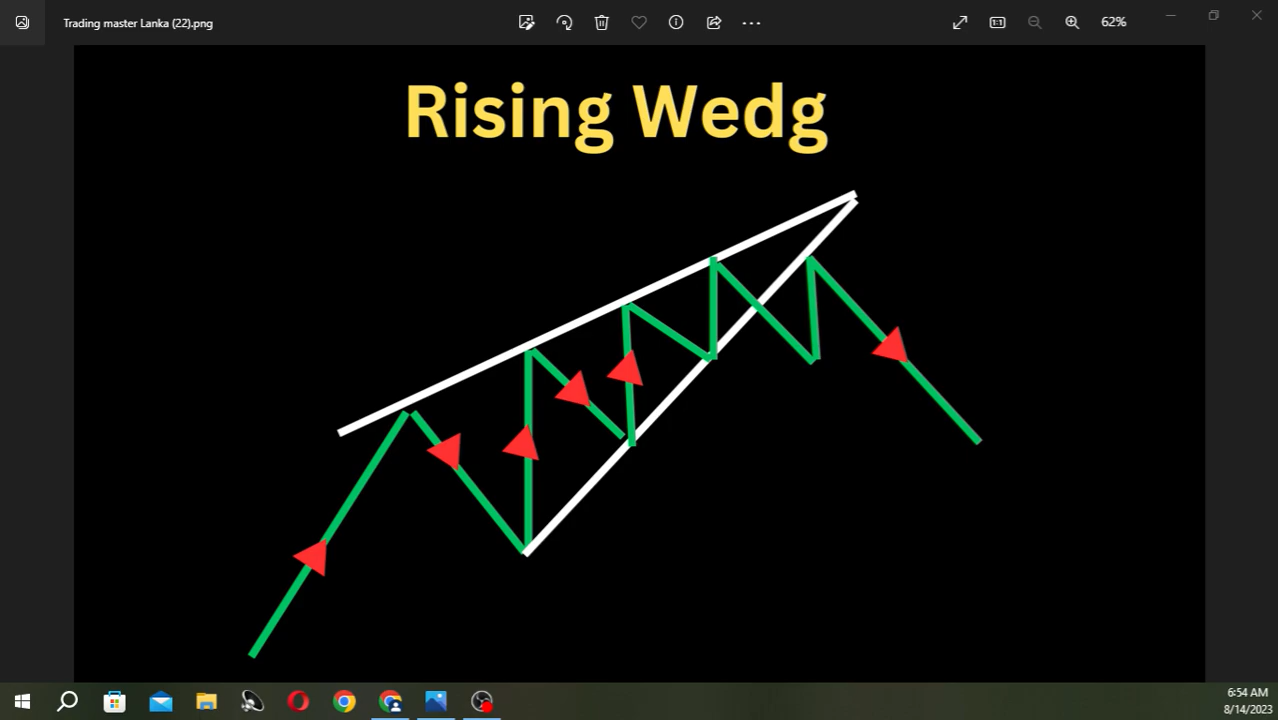 Trading master Lanka (22).png
62%
Rising Wedg
6:54 AM
8/14/2023